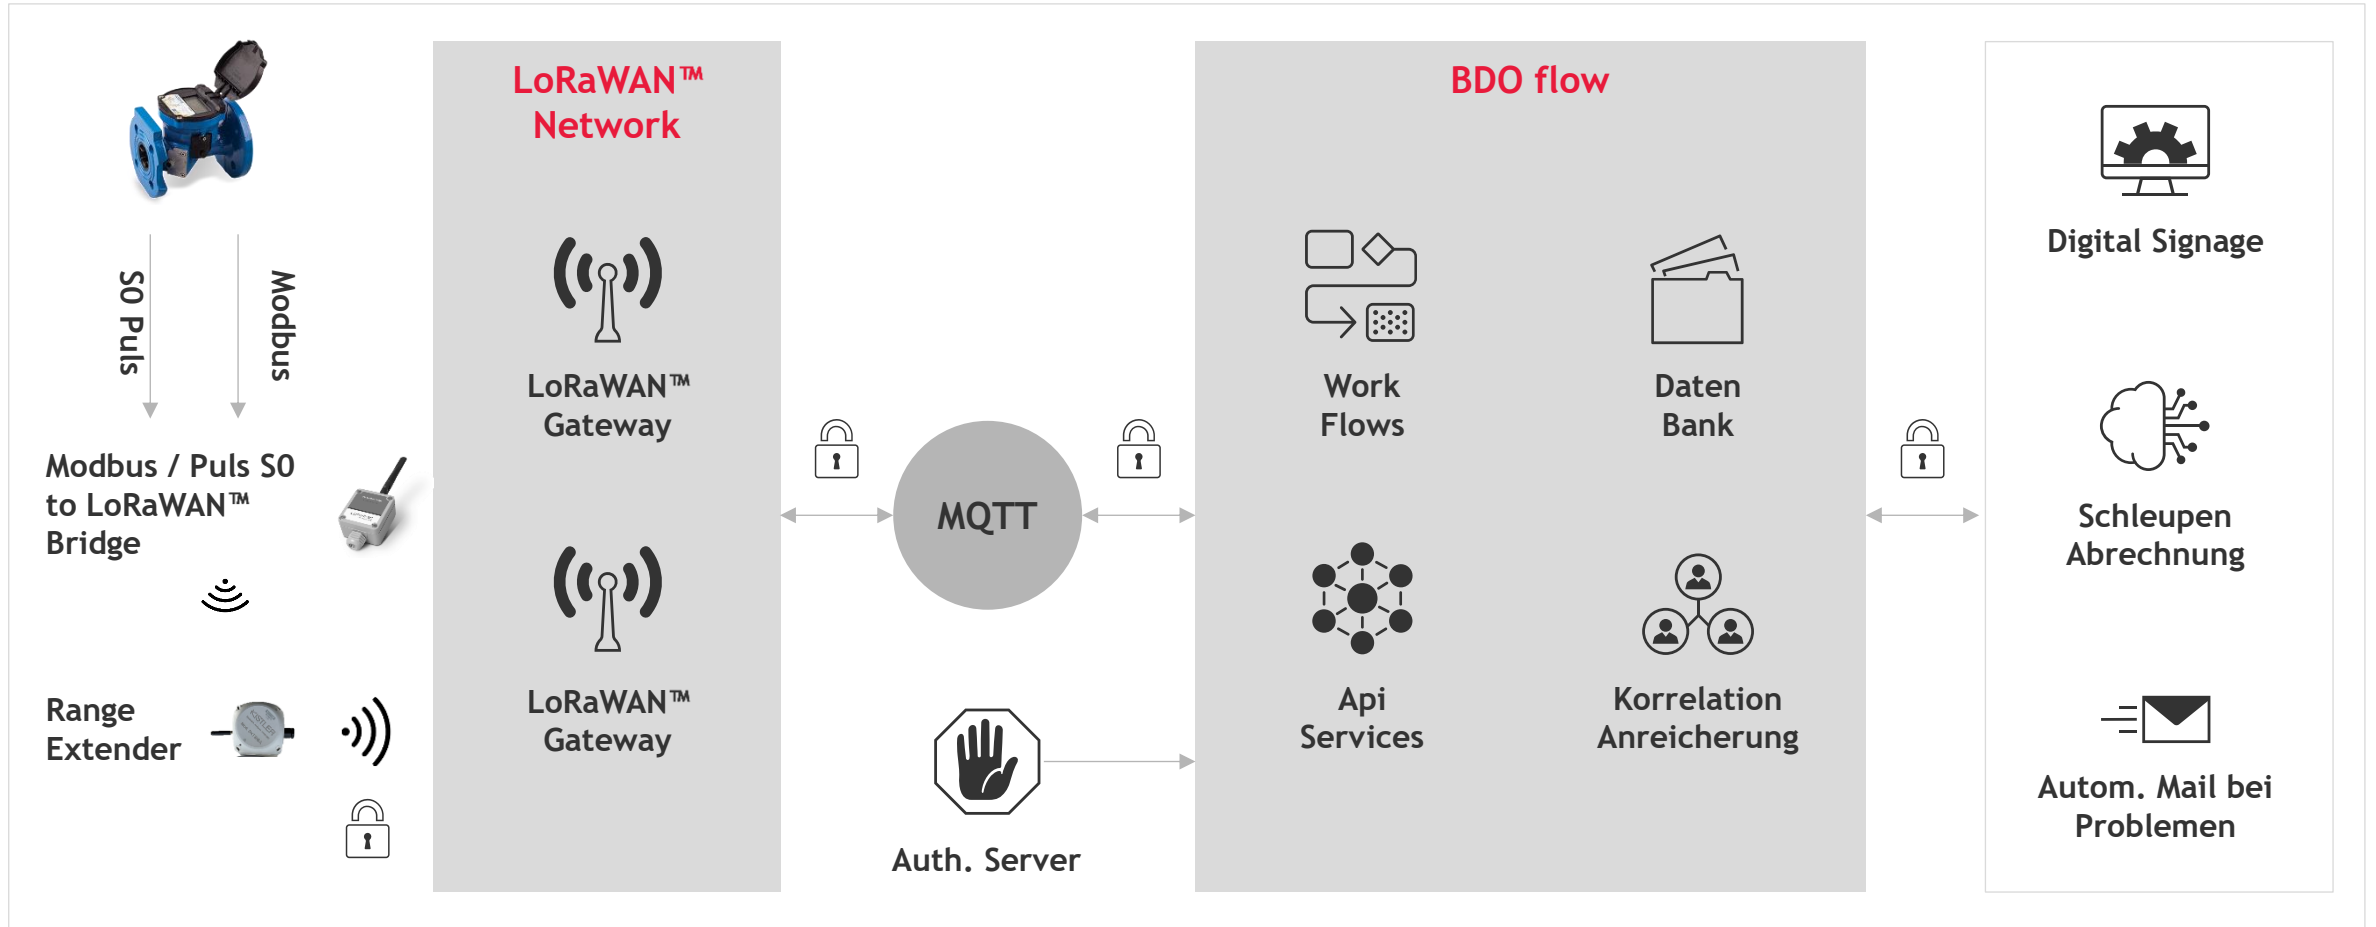 S0 Puls
Modbus
Modbus / Puls S0
to LoRaWAN™
Bridge
Range
Extender
KISTLER
LoRaWAN™
Network
LoRaWAN™
Gateway
LoRaWAN™
Gateway
MQTT
Auth. Server
BDO flow
Work
Flows
Daten
Bank
Api
Services
Korrelation
Anreicherung
Digital Signage
Schleupen
Abrechnung
Autom. Mail bei
Problemen